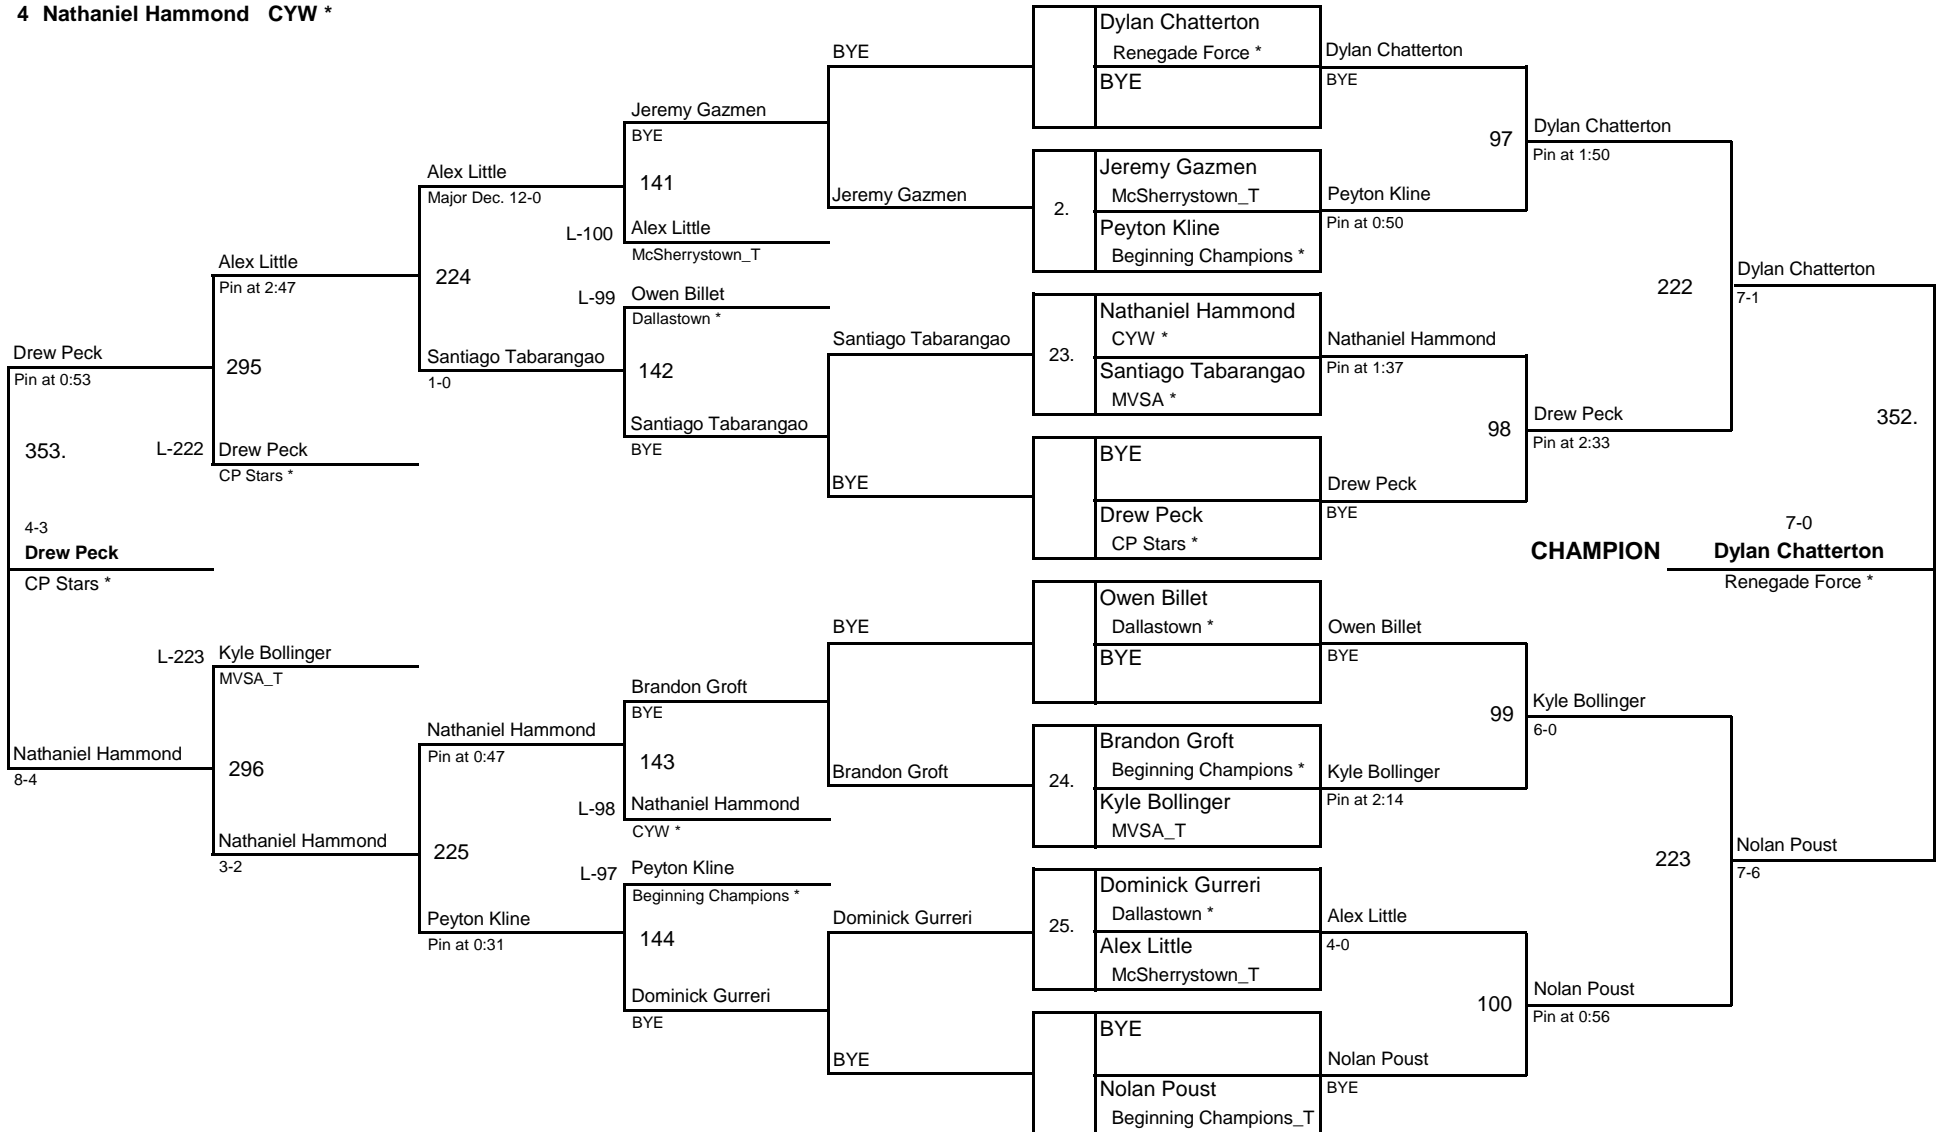 4 Nathaniel Hammond CYW *
Drew Peck
Pin at 0:53
353.
4-3
Drew Peck
CP Stars *
Nathaniel Hammond
8-4
Alex Little
Pin at 2:47
295
L-222 Drew Peck
CP Stars *
L-223 Kyle Bollinger
MVSA_T
296
Nathaniel Hammond
3-2
Alex Little
Major Dec. 12-0
224
Santiago Tabarangao
1-0
Nathaniel Hammond
Pin at 0:47
225
Peyton Kline
Pin at 0:31
Jeremy Gazmen
BYE
141
L-100 Alex Little
McSherrystown_T
L-99 Owen Billet
Dallastown *
142
Santiago Tabarangao
BYE
Brandon Groft
BYE
143
L-98 Nathaniel Hammond
CYW *
L-97 Peyton Kline
Beginning Champions *
144
Dominick Gurreri
BYE
BYE
Jeremy Gazmen
Santiago Tabarangao
BYE
BYE
Brandon Groft
Dominick Gurreri
BYE
Dylan Chatterton
Renegade Force *
BYE
2.
Jeremy Gazmen
McSherrystown_T
Peyton Kline
Beginning Champions *
23.
Nathaniel Hammond
CYW *
Santiago Tabarangao
MVSA *
BYE
Drew Peck
CP Stars *
Owen Billet
Dallastown *
BYE
24.
Brandon Groft
Beginning Champions *
Kyle Bollinger
MVSA_T
25.
Dominick Gurreri
Dallastown *
Alex Little
McSherrystown_T
BYE
Nolan Poust
Beginning Champions_T
Dylan Chatterton
BYE
97
Peyton Kline
Pin at 0:50
Nathaniel Hammond
Pin at 1:37
98
Drew Peck
BYE
Owen Billet
BYE
99
Kyle Bollinger
Pin at 2:14
Alex Little
4-0
100
Nolan Poust
BYE
Dylan Chatterton
Pin at 1:50
222
Drew Peck
Pin at 2:33
Kyle Bollinger
6-0
223
Nolan Poust
Pin at 0:56
Dylan Chatterton
7-1
352.
7-0
CHAMPION Dylan Chatterton
Renegade Force *
Nolan Poust
7-6